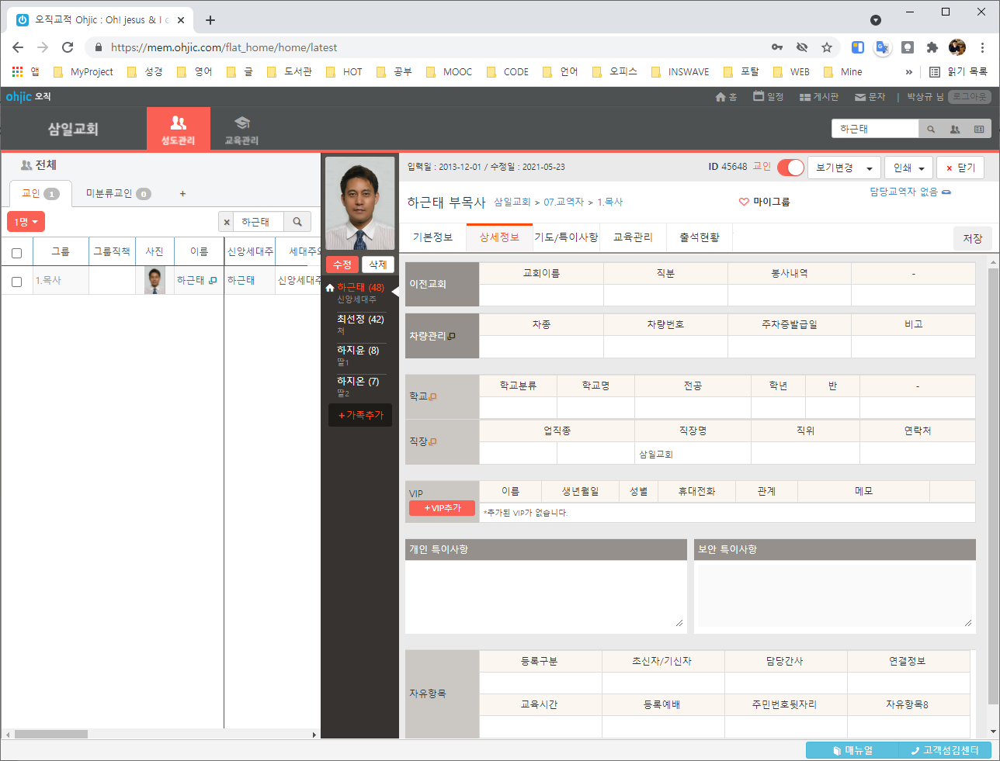 오직교적 Ohjic : Oh! jesus & I c
https://mem.ohjic.com/flat_home/home/latest
앱 MyProject 성경 영어 글 도서관 HOT 공부 MOOC CODE 언어 오피스 INSWAVE 포탈 WEB Mine » 읽기 목록
ohjic 오직 홈 일정 게시판 문자 | 박상규 님 로그아웃
삼일교회 성도관리 교육관리 하근태
전체
교인 1 미분류교인 0 +
1명 × 하근태
그룹 그룹직책 사진 이름 신앙세대주 세대주와
1.목사 하근태 하근태 신앙세대주
수정 삭제
하근태 (48)
신앙세대주
최선정 (42)
처
하지윤 (8)
딸1
하지온 (7)
딸2
+가족추가
입력일 : 2013-12-01 / 수정일 : 2021-05-23 ID 45648 교인 보기변경 인쇄 × 닫기
담당교역자 없음
하근태 부목사 삼일교회 > 07.교역자 > 1.목사 마이그룹
기본정보 상세정보 기도/특이사항 교육관리 출석현황 저장
이전교회 교회이름 직분 봉사내역 -
차량관리 차종 차량번호 주차증발급일 비고
학교 학교분류 학교명 전공 학년 반 -
직장 업직종 직장명 직위 연락처
삼일교회
VIP 이름 생년월일 성별 휴대전화 관계 메모
+VIP추가 *추가된 VIP가 없습니다.
개인 특이사항 보안 특이사항
자유항목 등록구분 초신자/기신자 담당간사 연결정보
교육시간 등록예배 주민번호뒷자리 자유항목8
매뉴얼 고객섬김센터